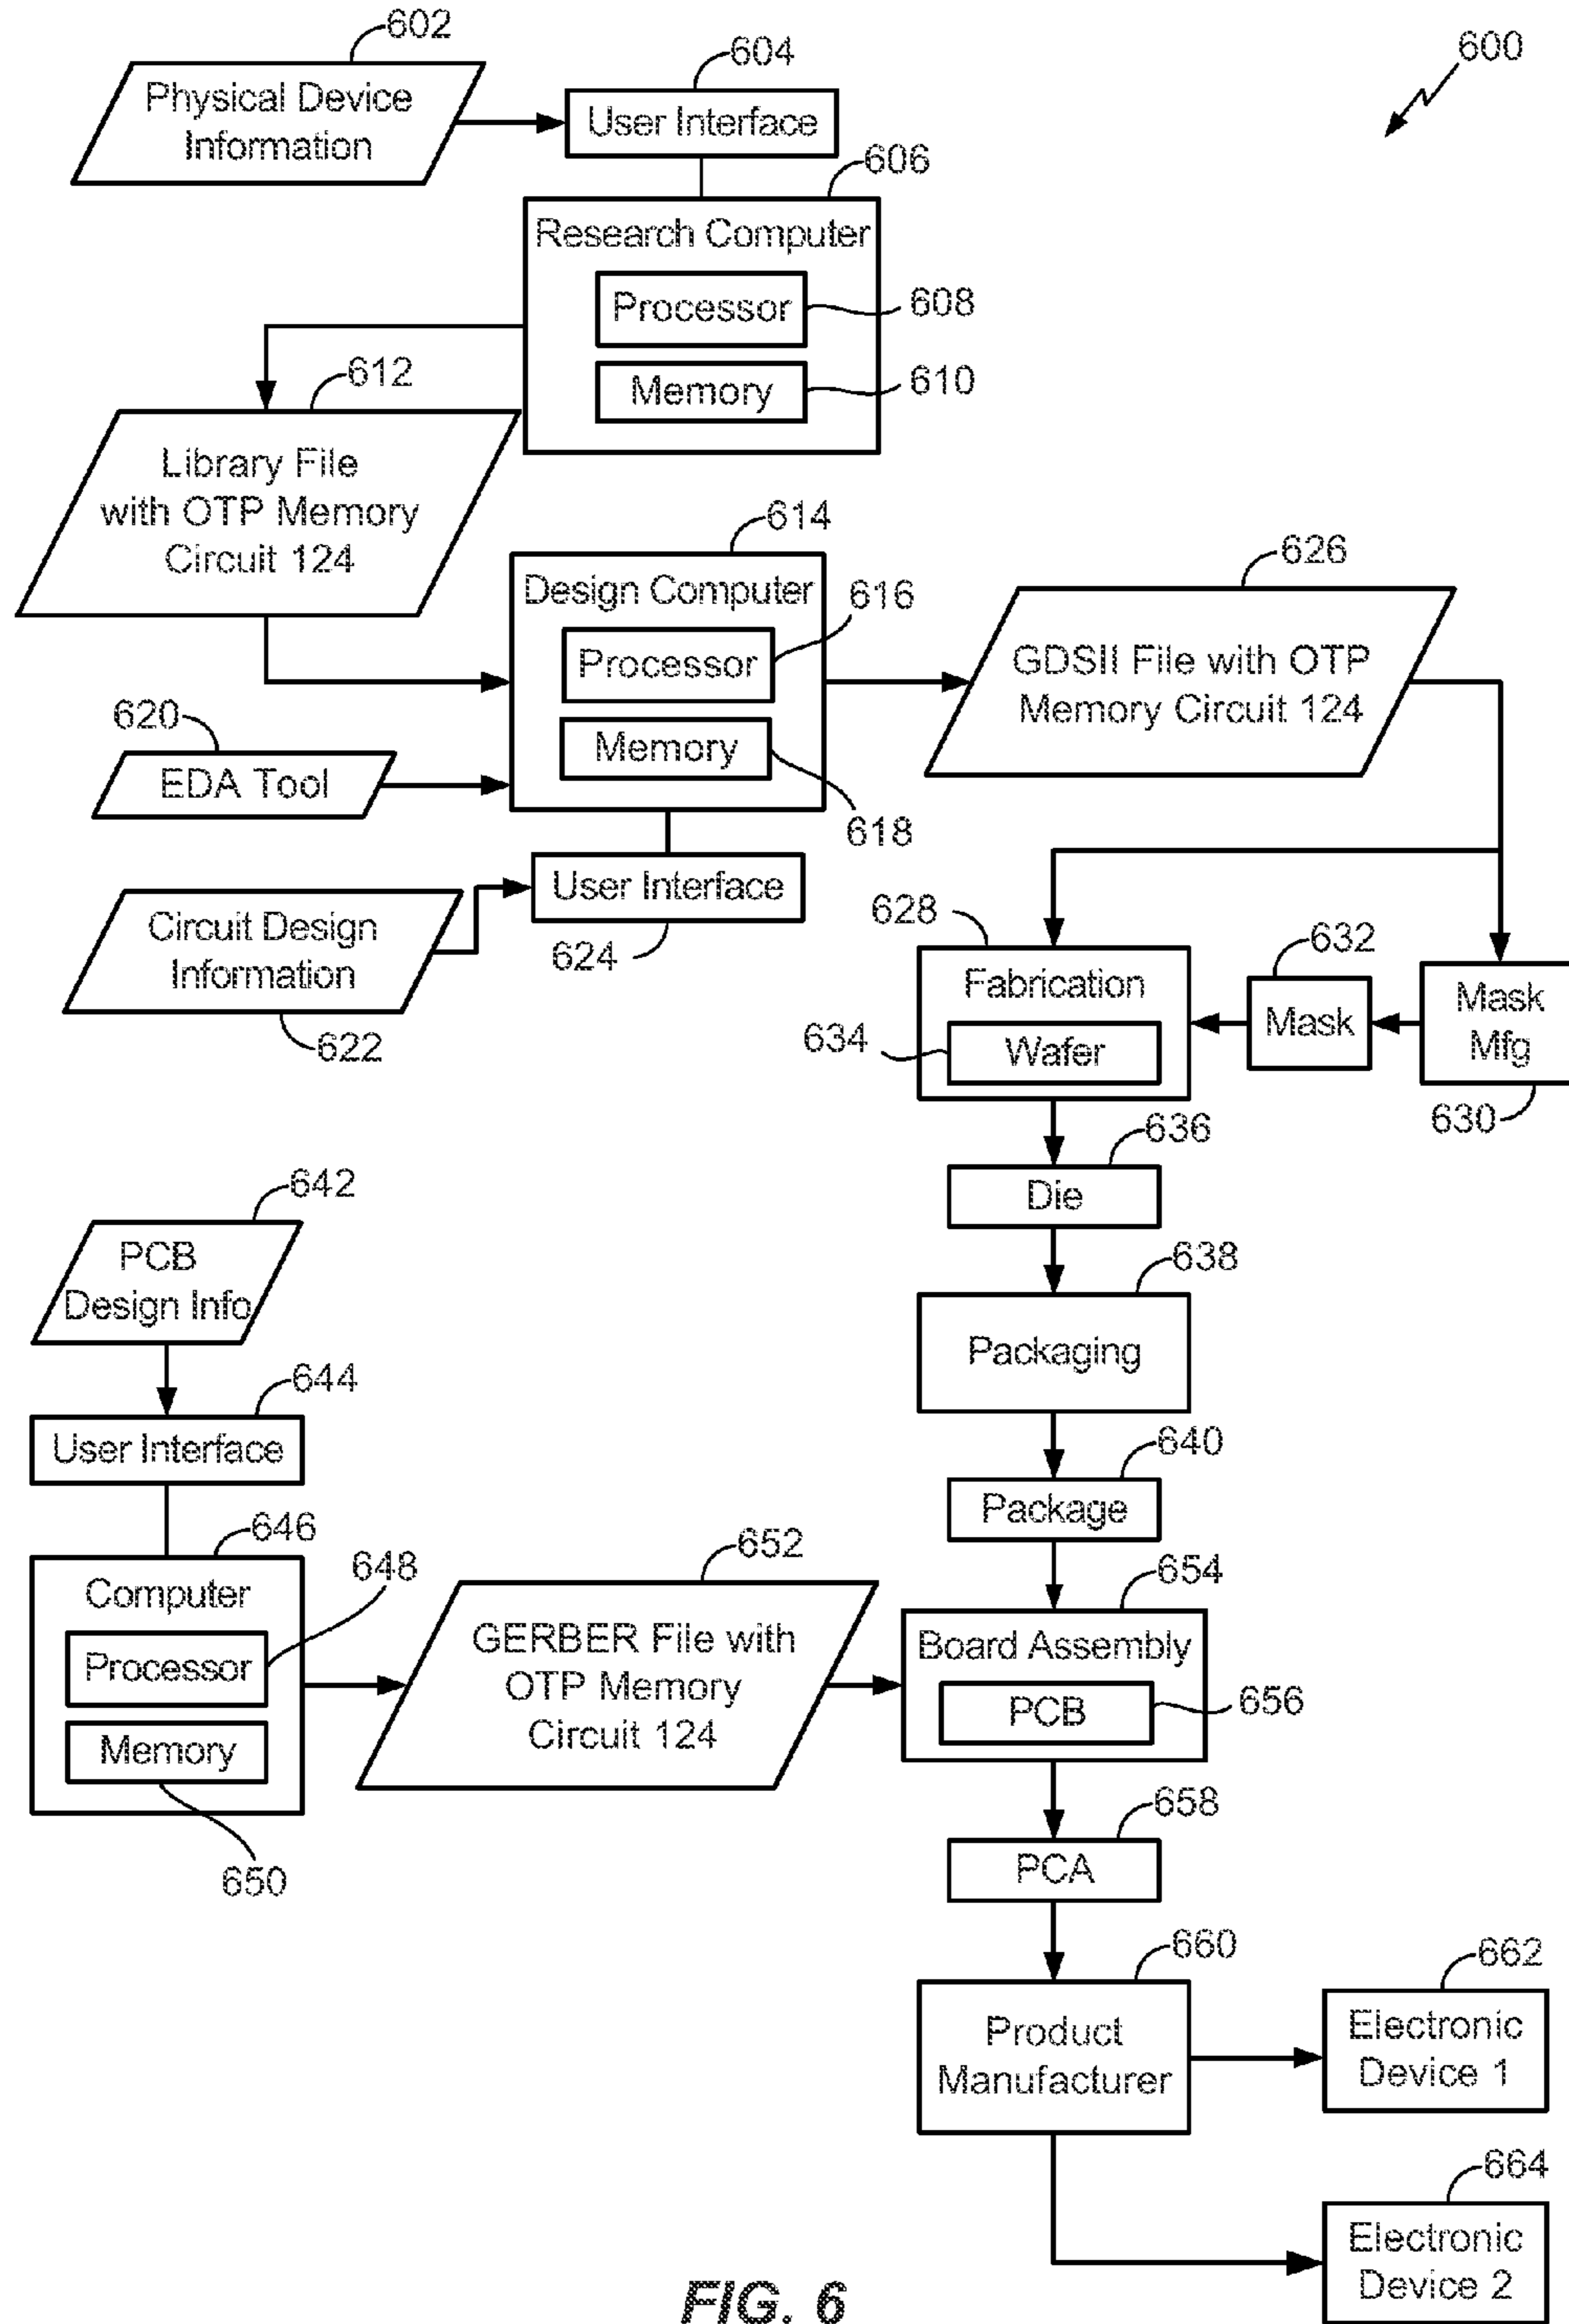 602
Physical Device
Information
604
User Interface
600
606
Research Computer
Processor
608
Memory
610
612
Library File
with OTP Memory
Circuit 124
614
Design Computer
616
Processor
Memory
618
620
EDA Tool
626
GDSII File with OTP
Memory Circuit 124
User Interface
624
Circuit Design
Information
622
628
Fabrication
634
Wafer
632
Mask
Mask
Mfg
630
636
Die
638
Packaging
640
Package
642
PCB
Design Info
644
User Interface
646
Computer
648
Processor
Memory
650
652
GERBER File with
OTP Memory
Circuit 124
654
Board Assembly
PCB
656
658
PCA
660
Product
Manufacturer
662
Electronic
Device 1
664
Electronic
Device 2
FIG. 6